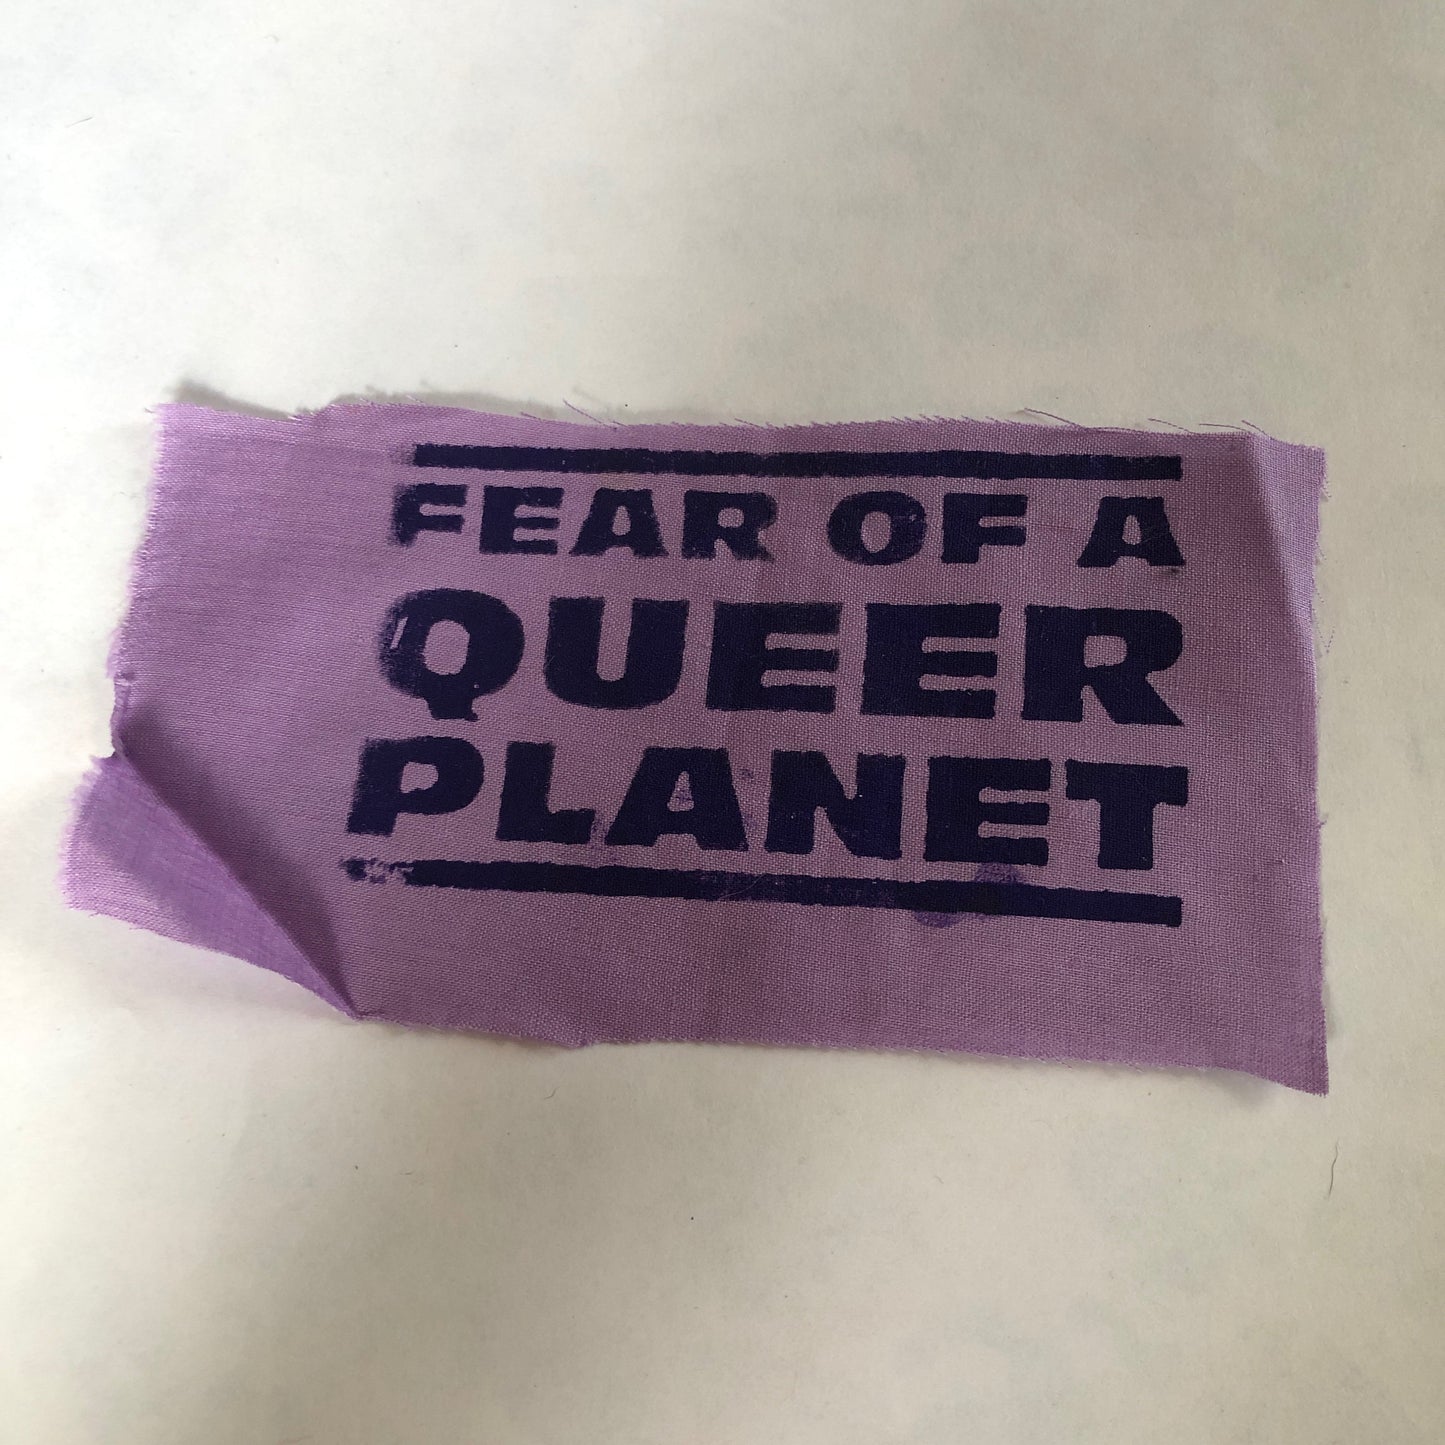 FEAR OF A
QUEER
PLANET